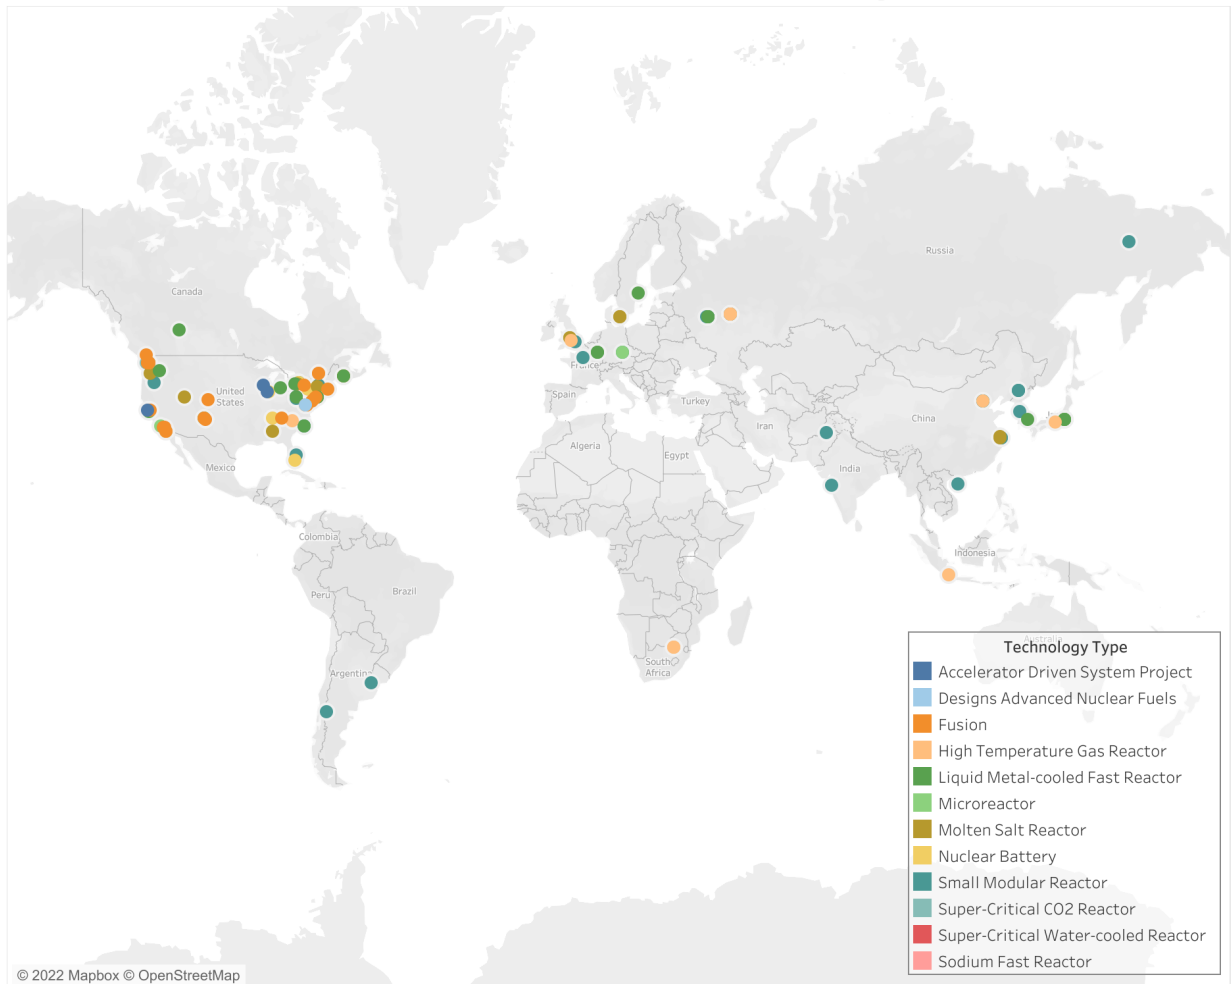 Russia
Canada
United
States
France
Spain
Turkey
China
Iran
Algeria
Egypt
Mexico
India
Colombia
Indonesia
Peru
Brazil
South
Africa
Argentin
Australia
Technology Type
Accelerator Driven System Project
Designs Advanced Nuclear Fuels
Fusion
High Temperature Gas Reactor
Liquid Metal-cooled Fast Reactor
Microreactor
Molten Salt Reactor
Nuclear Battery
Small Modular Reactor
Super-Critical CO2 Reactor
Super-Critical Water-cooled Reactor
Sodium Fast Reactor
© 2022 Mapbox © OpenStreetMap